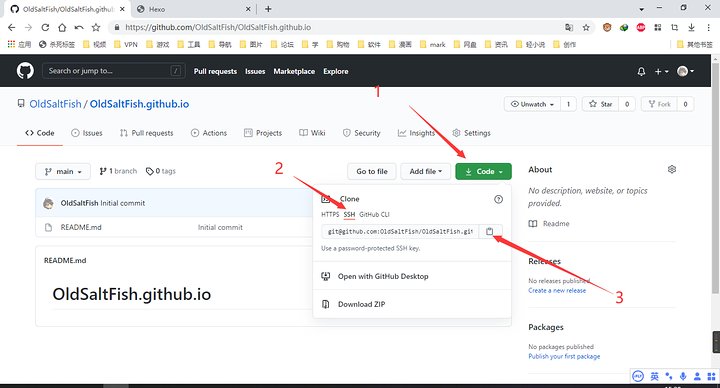 OldSaltFish/OldSaltFish.github.io
Hexo
https://github.com/OldSaltFish/OldSaltFish.github.io
应用 杀死标签 视频 VPN 游戏 工具 导航 图片 论坛 学 购物 软件 漫画 mark 网盘 资讯 轻小说 创作 其他书签
Search or jump to... / Pull requests Issues Marketplace Explore
OldSaltFish / OldSaltFish.github.io
Unwatch 1 Star 0 Fork 0
Code Issues Pull requests Actions Projects Wiki Security Insights Settings
1
main 1 branch 0 tags Go to file Add file Code
About
OldSaltFish Initial commit
2
Clone
No description, website, or topics
provided.
HTTPS SSH GitHub CLI
README.md Initial commit
git@github.com:OldSaltFish/OldSaltFish.git
Readme
Use a password-protected SSH key.
README.md
Releases
Open with GitHub Desktop
No releases published
Create a new release
OldSaltFish.github.io
3
Download ZIP
Packages
No packages published
Publish your first package
英